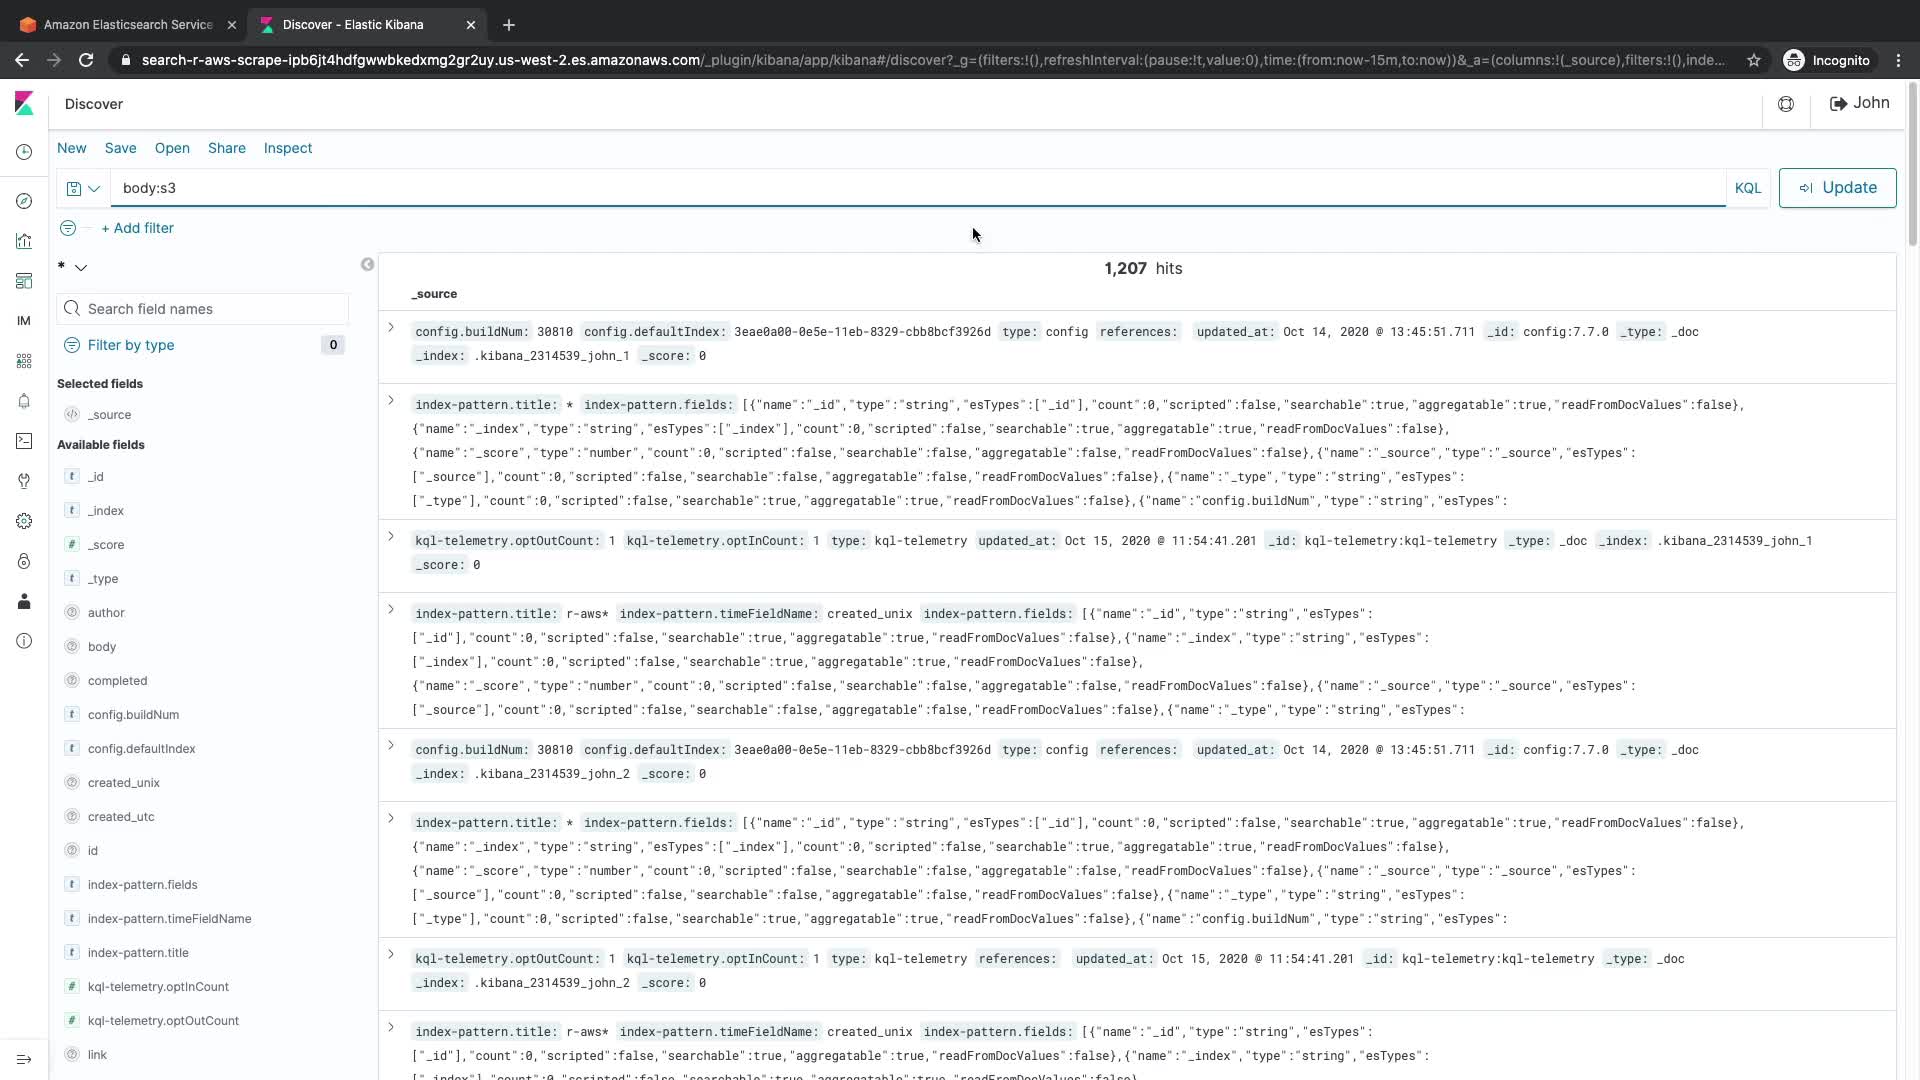 Amazon Elasticsearch Service
Discover - Elastic Kibana
search-r-aws-scrape-ipb6jt4hdfgwwbkedxmg2gr2uy.us-west-2.es.amazonaws.com/_plugin/kibana/app/kibana#/discover?_g=(filters:!(),refreshInterval:(pause:!t,value:0),time:(from:now-15m,to:now))&_a=(columns:!(_source),filters:!(),inde...
Incognito
Discover
John
New Save Open Share Inspect
body:s3
KQL
Update
+ Add filter
*
1,207 hits
Search field names
_source
Filter by type 0
Selected fields
_source
Available fields
_id
_index
_score
_type
author
body
completed
config.buildNum
config.defaultIndex
created_unix
created_utc
id
index-pattern.fields
index-pattern.timeFieldName
index-pattern.title
kql-telemetry.optInCount
kql-telemetry.optOutCount
link
IM
config.buildNum: 30810 config.defaultIndex: 3eae0a00-0e5e-11eb-8329-cbb8bcf3926d type: config references: updated_at: Oct 14, 2020 @ 13:45:51.711 _id: config:7.7.0 _type: _doc
_index: .kibana_2314539_john_1 _score: 0
index-pattern.title: * index-pattern.fields: [{"name":"_id","type":"string","esTypes":["_id"],"count":0,"scripted":false,"searchable":true,"aggregatable":true,"readFromDocValues":false},
{"name":"_index","type":"string","esTypes":["_index"],"count":0,"scripted":false,"searchable":true,"aggregatable":true,"readFromDocValues":false},
{"name":"_score","type":"number","count":0,"scripted":false,"searchable":false,"aggregatable":false,"readFromDocValues":false},{"name":"_source","type":"_source","esTypes":
["_source"],"count":0,"scripted":false,"searchable":false,"aggregatable":false,"readFromDocValues":false},{"name":"_type","type":"string","esTypes":
["_type"],"count":0,"scripted":false,"searchable":true,"aggregatable":true,"readFromDocValues":false},{"name":"config.buildNum","type":"string","esTypes":
kql-telemetry.optOutCount: 1 kql-telemetry.optInCount: 1 type: kql-telemetry updated_at: Oct 15, 2020 @ 11:54:41.201 _id: kql-telemetry:kql-telemetry _type: _doc _index: .kibana_2314539_john_1
_score: 0
index-pattern.title: r-aws* index-pattern.timeFieldName: created_unix index-pattern.fields: [{"name":"_id","type":"string","esTypes":
["_id"],"count":0,"scripted":false,"searchable":true,"aggregatable":true,"readFromDocValues":false},{"name":"_index","type":"string","esTypes":
["_index"],"count":0,"scripted":false,"searchable":true,"aggregatable":true,"readFromDocValues":false},
{"name":"_score","type":"number","count":0,"scripted":false,"searchable":false,"aggregatable":false,"readFromDocValues":false},{"name":"_source","type":"_source","esTypes":
["_source"],"count":0,"scripted":false,"searchable":false,"aggregatable":false,"readFromDocValues":false},{"name":"_type","type":"string","esTypes":
config.buildNum: 30810 config.defaultIndex: 3eae0a00-0e5e-11eb-8329-cbb8bcf3926d type: config references: updated_at: Oct 14, 2020 @ 13:45:51.711 _id: config:7.7.0 _type: _doc
_index: .kibana_2314539_john_2 _score: 0
index-pattern.title: * index-pattern.fields: [{"name":"_id","type":"string","esTypes":["_id"],"count":0,"scripted":false,"searchable":true,"aggregatable":true,"readFromDocValues":false},
{"name":"_index","type":"string","esTypes":["_index"],"count":0,"scripted":false,"searchable":true,"aggregatable":true,"readFromDocValues":false},
{"name":"_score","type":"number","count":0,"scripted":false,"searchable":false,"aggregatable":false,"readFromDocValues":false},{"name":"_source","type":"_source","esTypes":
["_source"],"count":0,"scripted":false,"searchable":false,"aggregatable":false,"readFromDocValues":false},{"name":"_type","type":"string","esTypes":
["_type"],"count":0,"scripted":false,"searchable":true,"aggregatable":true,"readFromDocValues":false},{"name":"config.buildNum","type":"string","esTypes":
kql-telemetry.optOutCount: 1 kql-telemetry.optInCount: 1 type: kql-telemetry references: updated_at: Oct 15, 2020 @ 11:54:41.201 _id: kql-telemetry:kql-telemetry _type: _doc
_index: .kibana_2314539_john_2 _score: 0
index-pattern.title: r-aws* index-pattern.timeFieldName: created_unix index-pattern.fields: [{"name":"_id","type":"string","esTypes":
["_id"],"count":0,"scripted":false,"searchable":true,"aggregatable":true,"readFromDocValues":false},{"name":"_index","type":"string","esTypes":
["_index"],"count":0,"scripted":false,"searchable":true,"aggregatable":true,"readFromDocValues":false},